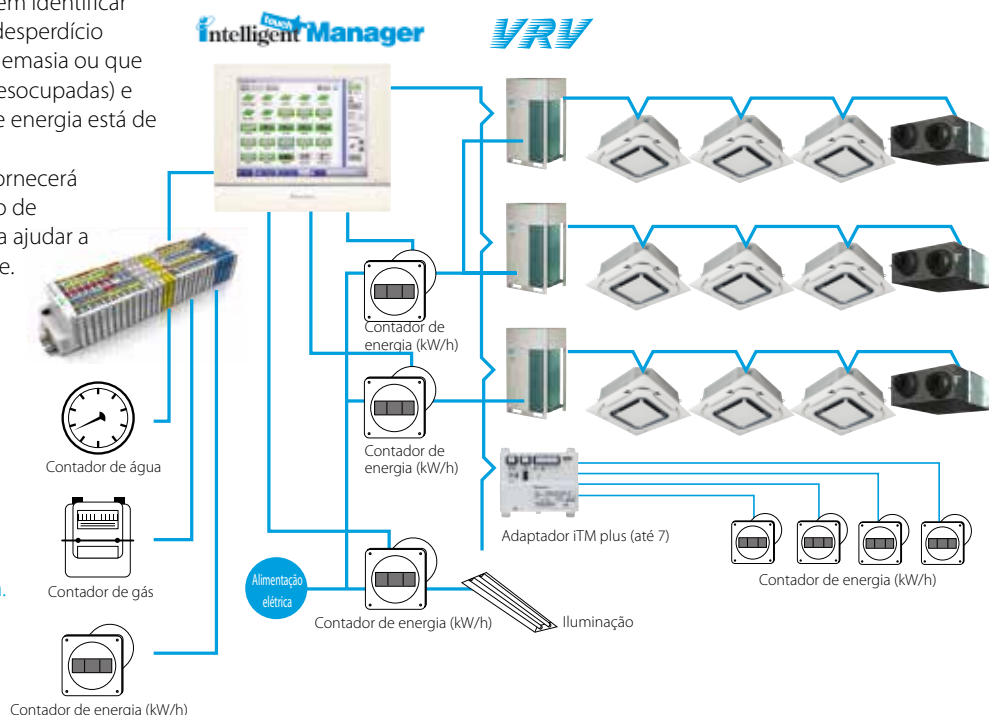 em identificar
desperdício
emasia ou que
esocupadas) e
e energia está de
ornecerá
o de
a ajudar a
e.
intelligent touch Manager
VRV
Contador de
energia (kW/h)
Contador de
energia (kW/h)
Contador de água
Adaptador iTM plus (até 7)
Contador de energia (kW/h)
Alimentação
elétrica
Contador de gás
.
Contador de energia (kW/h)
Iluminação
Contador de energia (kW/h)